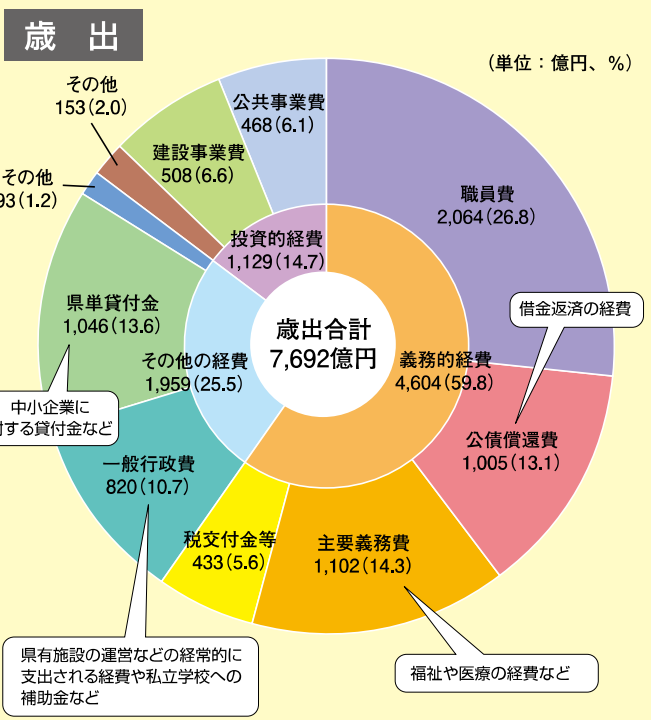 歳 出
(単位：億円、%)
その他
153(2.0)
公共事業費
468(6.1)
建設事業費
508(6.6)
その他
93(1.2)
職員費
2,064(26.8)
投資的経費
1,129(14.7)
県単貸付金
1,046(13.6)
借金返済の経費
歳出合計
7,692億円
その他の経費
1,959(25.5)
義務的経費
4,604(59.8)
中小企業に
対する貸付金など
公債償還費
1,005(13.1)
一般行政費
820(10.7)
税交付金等
433(5.6)
主要義務費
1,102(14.3)
県有施設の運営などの経常的に
支出される経費や私立学校への
補助金など
福祉や医療の経費など